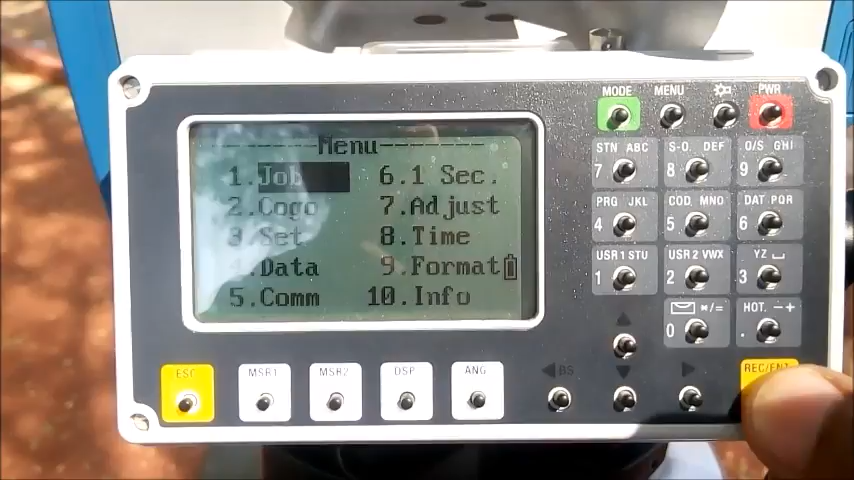 Menu
1.Job 6.1 Sec.
2.Cogo 7.Adjust
3.Set 8.Time
4.Data 9.Format
5.Comm 10.Info
MODE MENU PWR
STN ABC S-O. DEF O/S GHI
7 8 9
PRG JKL COD. MNO DAT PQR
4 5 6
USR1 STU USR2 VWX YZ
1 2 3
*/= HOT. -+
0 .
ESC MSR1 MSR2 DSP ANG BS REC/ENT